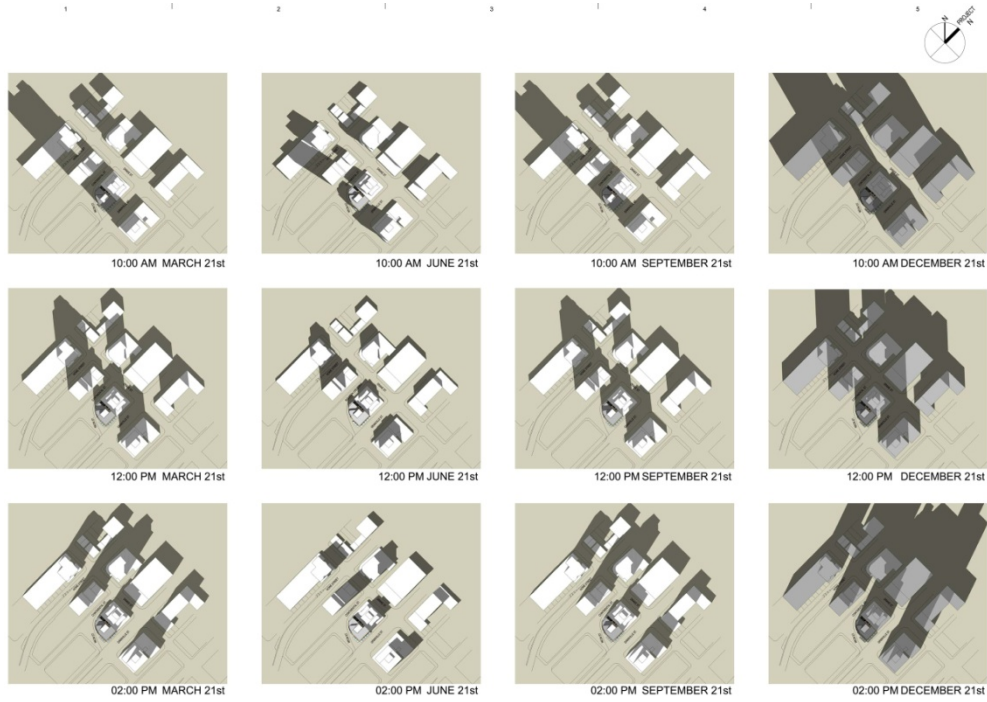 1 2 3 4 5
N
PROJECT
N
10:00 AM MARCH 21st
10:00 AM JUNE 21st
10:00 AM SEPTEMBER 21st
10:00 AM DECEMBER 21st
12:00 PM MARCH 21st
12:00 PM JUNE 21st
12:00 PM SEPTEMBER 21st
12:00 PM DECEMBER 21st
02:00 PM MARCH 21st
02:00 PM JUNE 21st
02:00 PM SEPTEMBER 21st
02:00 PM DECEMBER 21st